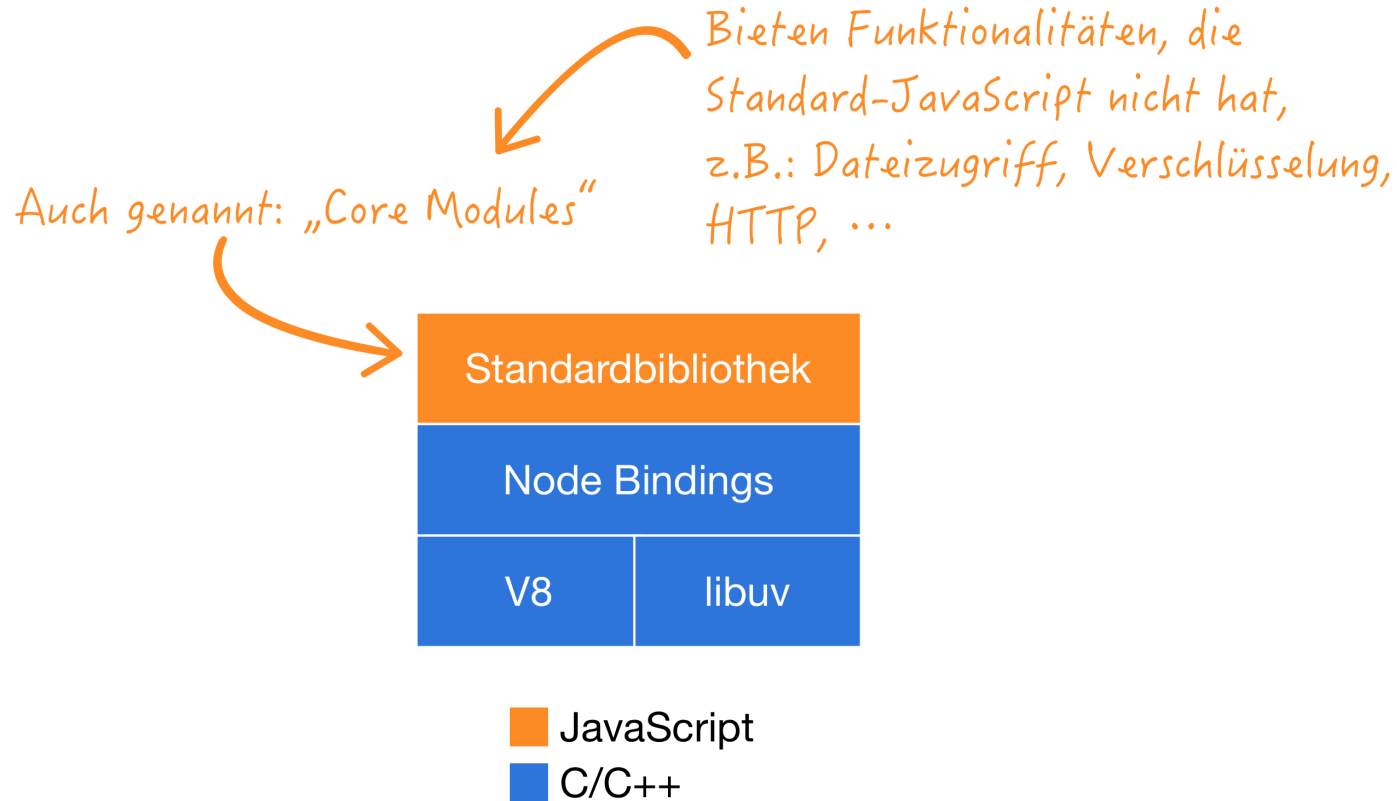 Bieten Funktionalitäten, die
Standard-JavaScript nicht hat,
z.B.: Dateizugriff, Verschlüsselung,
HTTP, ...
Auch genannt: „Core Modules“
Standardbibliothek
Node Bindings
V8
libuv
JavaScript
C/C++